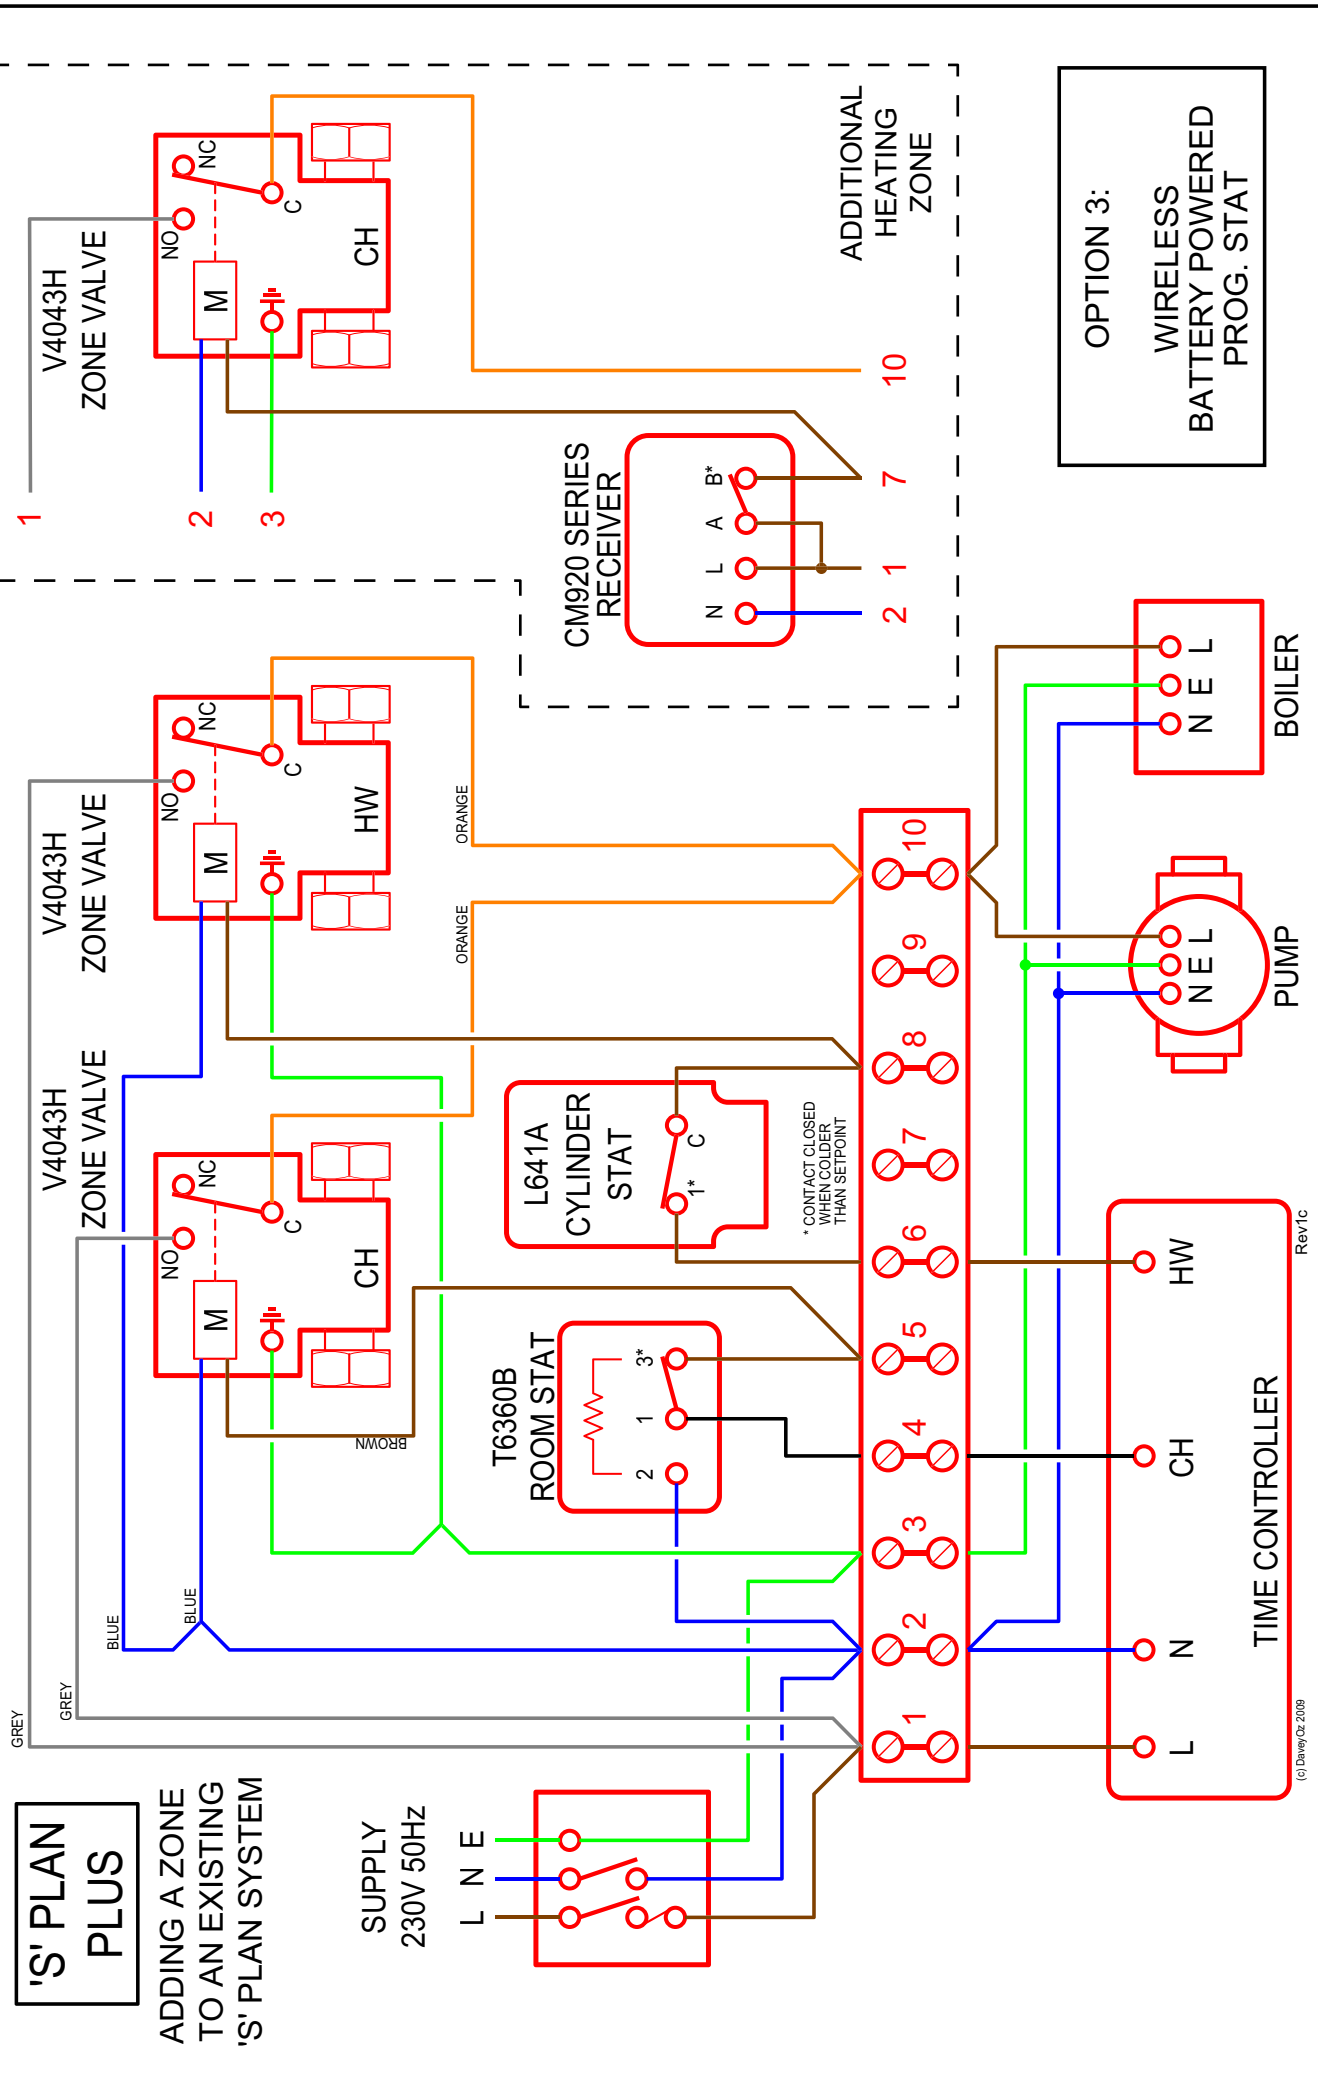 'S' PLAN
PLUS
ADDING A ZONE
TO AN EXISTING
'S' PLAN SYSTEM
SUPPLY
230V 50Hz
L N E
GREY
GREY
BLUE
BLUE
BROWN
V4043H
ZONE VALVE
NO
NC
C
M
CH
V4043H
ZONE VALVE
NO
NC
C
M
HW
ORANGE
ORANGE
1
2
3
V4043H
ZONE VALVE
NO
NC
C
M
CH
T6360B
ROOM STAT
2 1 3*
L641A
CYLINDER
STAT
1* C
* CONTACT CLOSED
WHEN COLDER
THAN SETPOINT
CM920 SERIES
RECEIVER
N L A B*
2 1 7 10
ADDITIONAL
HEATING
ZONE
1 2 3 4 5 6 7 8 9 10
L N CH HW
TIME CONTROLLER
(c) DaveyOz 2009
Rev1c
N E L
PUMP
N E L
BOILER
OPTION 3:
WIRELESS
BATTERY POWERED
PROG. STAT